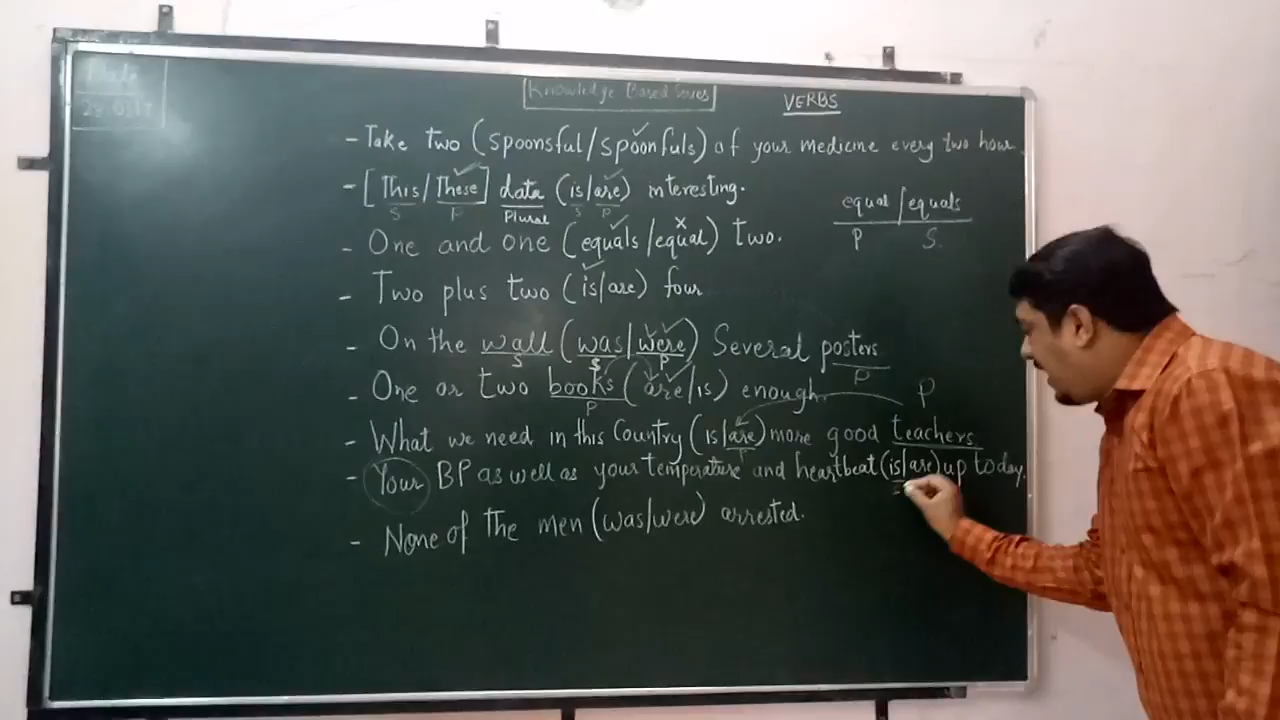 Date
Knowledge Based Series
VERBS
- Take two (spoonsful/spoonfuls) of your medicine every two hour.
- [This/These] data (is/are) interesting.
S P Plural S P
equal/equals
P S.
- One and one (equals/equal) two.
- Two plus two (is/are) four
- On the wall (was/were) Several posters
S S P P
- One or two books (are/is) enough.
P P
- What we need in this Country (is/are) more good teachers.
P
- Your BP as well as your temperature and heartbeat (is/are) up today.
- None of the men (was/were) arrested.